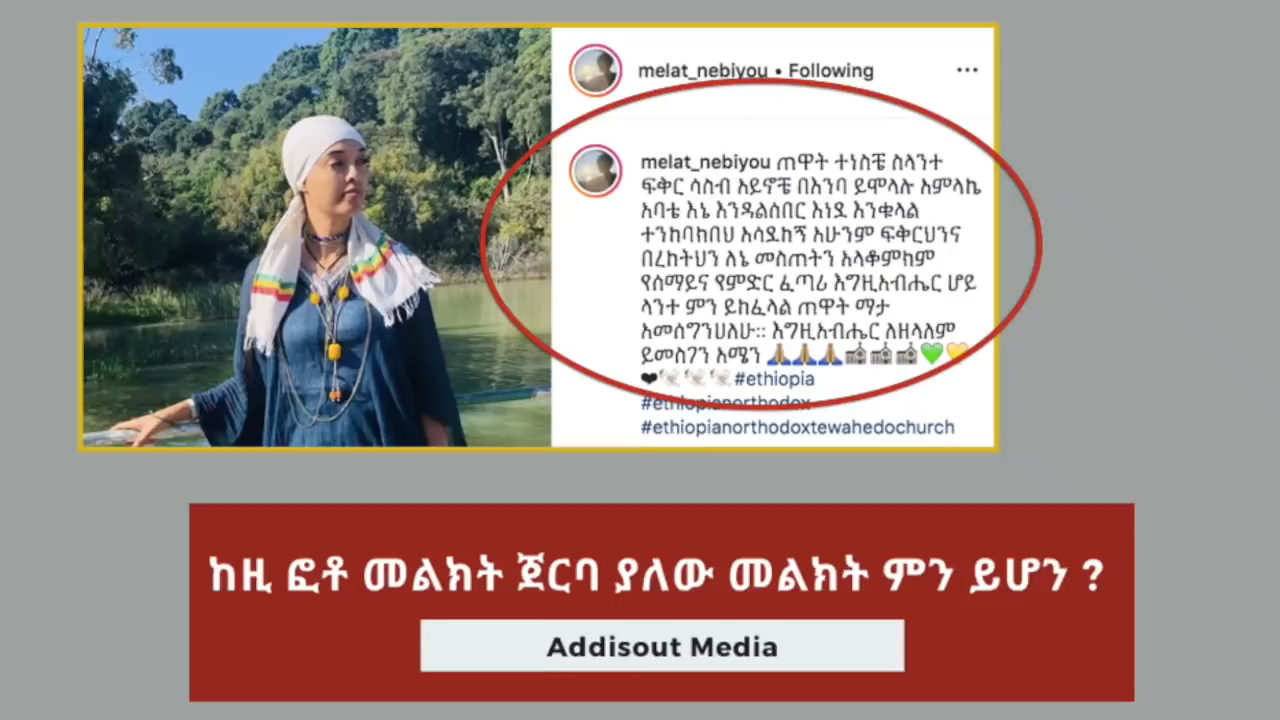 melat_nebiyou • Following
melat_nebiyou ጠዋት ተነስቼ ስላንተ
ፍቅር ሳስብ አይኖቼ በእንባ ይሞላሉ አምላኬ
አባቴ እኔ እንዳልሰበር እነደ እንቁላል
ተንከባክበህ አሳደከኝ አሁንም ፍቅርህንና
በረከትህን ለኔ መስጠትን አላቆምክም
የሰማይና የምድር ፈጣሪ እግዚአብሔር ሆይ
ላንተ ምን ይከፈላል ጠዋት ማታ
አመሰግንሀለሁ። እግዚአብሔር ለዘላለም
ይመስገን አሜን 🙏🏽🙏🏽🙏🏽📻📻📻💚💛
❤🕊🕊🕊#ethiopia
#ethiopianorthodox
#ethiopianorthodoxtewahedochurch
ከዚ ፎቶ መልክት ጀርባ ያለው መልክት ምን ይሆን ?
Addisout Media